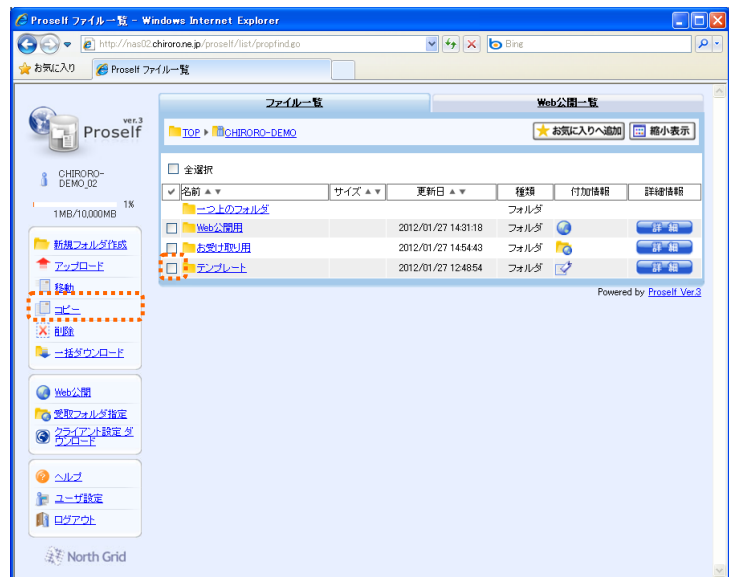 Proself ファイル一覧 - Windows Internet Explorer
http://nas02.chiroro.ne.jp/proself/list/propfind.go
Bing
お気に入り
Proself ファイル一覧
ver.3
Proself
CHIRORO-DEMO_02
1%
1MB/10,000MB
新規フォルダ作成
アップロード
移動
コピー
削除
一括ダウンロード
Web公開
受取フォルダ指定
クライアント設定 ダ
ウンロード
ヘルプ
ユーザ設定
ログアウト
North Grid
ファイル一覧 Web公開一覧
TOP CHIRORO-DEMO お気に入りへ追加 縮小表示
全選択
名前 ▲▼ サイズ ▲▼ 更新日 ▲▼ 種類 付加情報 詳細情報
一つ上のフォルダ フォルダ
Web公開用 2012/01/27 14:31:18 フォルダ 詳 細
お受け取り用 2012/01/27 14:54:43 フォルダ 詳 細
テンプレート 2012/01/27 12:48:54 フォルダ 詳 細
Powered by Proself Ver.3